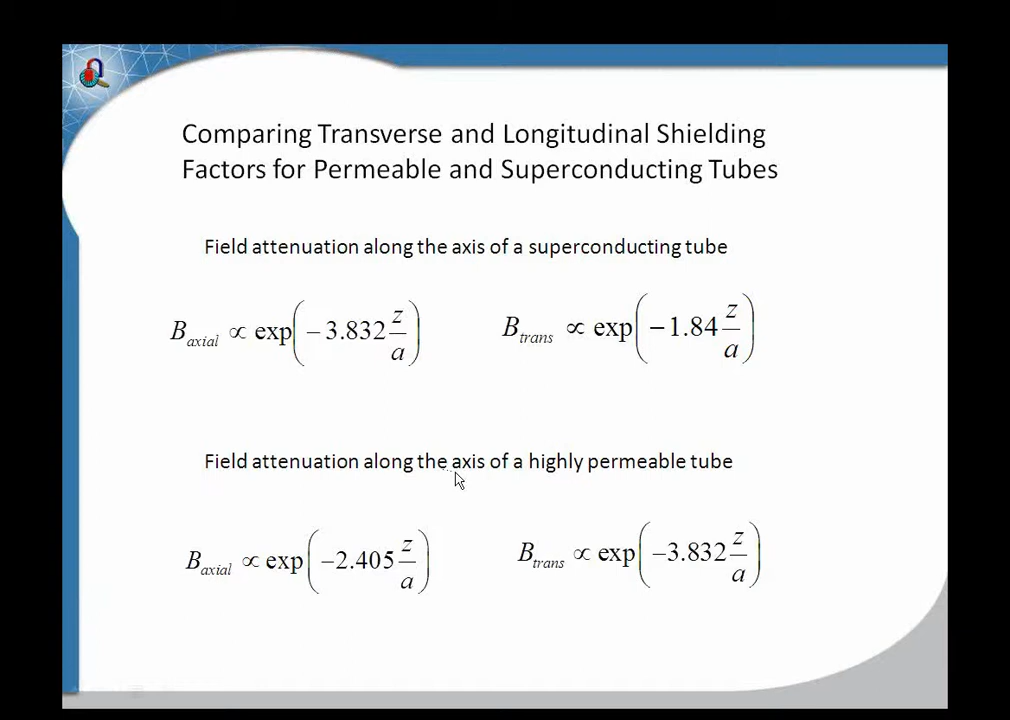 Comparing Transverse and Longitudinal Shielding
Factors for Permeable and Superconducting Tubes
Field attenuation along the axis of a superconducting tube
B_axial ∝ exp(−3.832 z/a) B_trans ∝ exp(−1.84 z/a)
Field attenuation along the axis of a highly permeable tube
B_axial ∝ exp(−2.405 z/a) B_trans ∝ exp(−3.832 z/a)